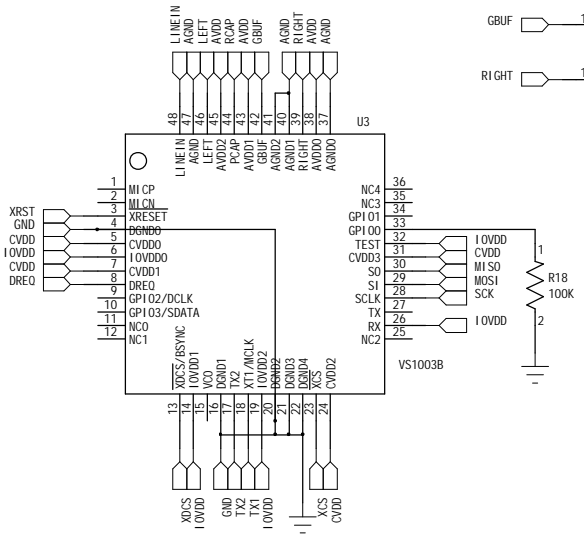 LINEIN
AGND
LEFT
AVDD
RCAP
AVDD
GBUF
AGND
RIGHT
AVDD
AGND
GBUF
1
RIGHT
1
48
47
46
45
44
43
42
41
40
39
38
37
U3
LINEIN
AGND
LEFT
AVDD2
PCAP
AVDD1
GBUF
AGND2
AGND1
RIGHT
AVDD0
AGND0
XRST
GND
CVDD
IOVDD
CVDD
DREQ
1 MICP
2 MICN
3 XRESET
4 DGND0
5 CVDD0
6 IOVDD0
7 CVDD1
8 DREQ
9 GPIO2/DCLK
10 GPIO3/SDATA
11 NC0
12 NC1
NC4 36
NC3 35
GPIO1 34
GPIO0 33
TEST 32 IOVDD
CVDD3 31 CVDD
SO 30 MISO
SI 29 MOSI
SCLK 28 SCK
TX 27
RX 26 IOVDD
NC2 25
1
R18
100K
2
VS1003B
XDCS/BSYNC
IOVDD1
VCO
DGND1
TX2
XT1/MCLK
IOVDD2
DGND2
DGND3
DGND4
XCS
CVDD2
13
14
15
16
17
18
19
20
21
22
23
24
XDCS
IOVDD
GND
TX2
TX1
IOVDD
XCS
CVDD